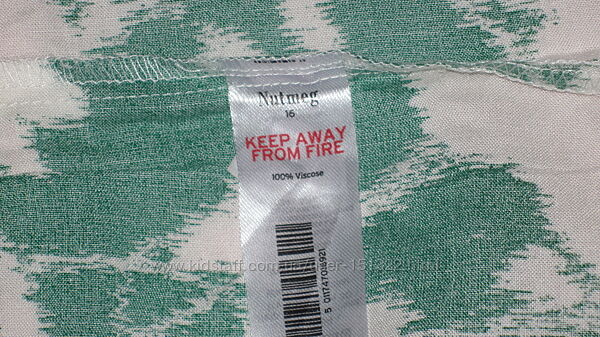 Nutmeg
16
KEEP AWAY
FROM FIRE
100% Viscose